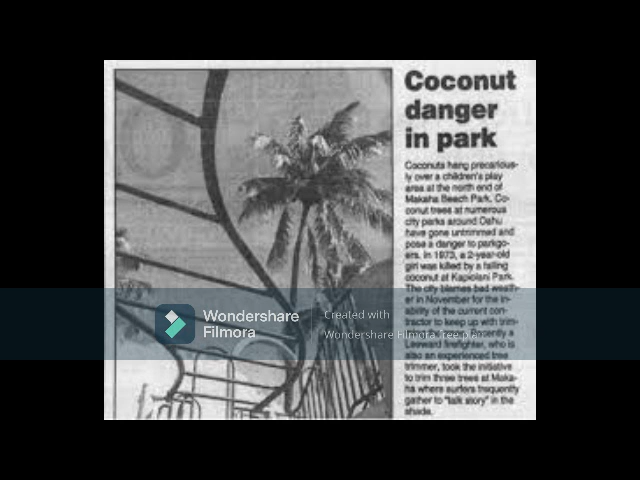 Coconut
danger
in park
Coconuts hang precarious-
ly over a children's play
area at the north end of
Makaha Beach Park. Co-
conut trees at numerous
city parks around Oahu
have gone untrimmed and
pose a danger to parkgo-
ers. In 1973, a 2-year-old
girl was killed by a falling
coconut at Kapiolani Park.
The city blames bad weath-
er in November for the in-
ability of the current con-
tractor to keep up with trim-
Recently a
Leeward firefighter, who is
also an experienced tree
trimmer, took the initiative
to trim three trees at Maka-
ha where surfers frequently
gather to "talk story" in the
shade.
Wondershare
Filmora
Created with
Wondershare Filmora free plan